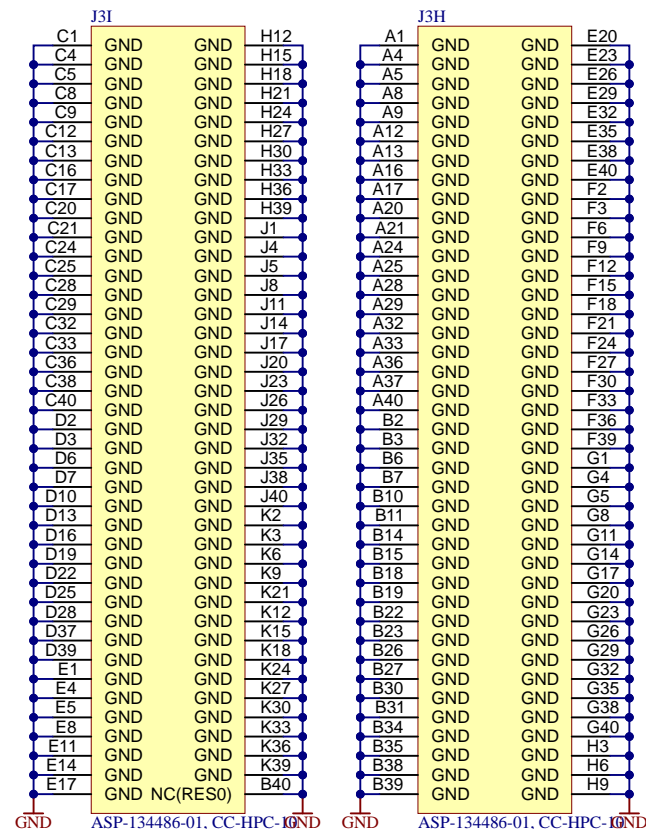 J3I
C1 GND GND H12
C4 GND GND H15
C5 GND GND H18
C8 GND GND H21
C9 GND GND H24
C12 GND GND H27
C13 GND GND H30
C16 GND GND H33
C17 GND GND H36
C20 GND GND H39
C21 GND GND J1
C24 GND GND J4
C25 GND GND J5
C28 GND GND J8
C29 GND GND J11
C32 GND GND J14
C33 GND GND J17
C36 GND GND J20
C38 GND GND J23
C40 GND GND J26
D2 GND GND J29
D3 GND GND J32
D6 GND GND J35
D7 GND GND J38
D10 GND GND J40
D13 GND GND K2
D16 GND GND K3
D19 GND GND K6
D22 GND GND K9
D25 GND GND K21
D28 GND GND K12
D37 GND GND K15
D39 GND GND K18
E1 GND GND K24
E4 GND GND K27
E5 GND GND K30
E8 GND GND K33
E11 GND GND K36
E14 GND GND K39
E17 GND NC(RES0) B40
GND ASP-134486-01, CC-HPC-10 GND
J3H
A1 GND GND E20
A4 GND GND E23
A5 GND GND E26
A8 GND GND E29
A9 GND GND E32
A12 GND GND E35
A13 GND GND E38
A16 GND GND E40
A17 GND GND F2
A20 GND GND F3
A21 GND GND F6
A24 GND GND F9
A25 GND GND F12
A28 GND GND F15
A29 GND GND F18
A32 GND GND F21
A33 GND GND F24
A36 GND GND F27
A37 GND GND F30
A40 GND GND F33
B2 GND GND F36
B3 GND GND F39
B6 GND GND G1
B7 GND GND G4
B10 GND GND G5
B11 GND GND G8
B14 GND GND G11
B15 GND GND G14
B18 GND GND G17
B19 GND GND G20
B22 GND GND G23
B23 GND GND G26
B26 GND GND G29
B27 GND GND G32
B30 GND GND G35
B31 GND GND G38
B34 GND GND G40
B35 GND GND H3
B38 GND GND H6
B39 GND GND H9
GND ASP-134486-01, CC-HPC-10 GND